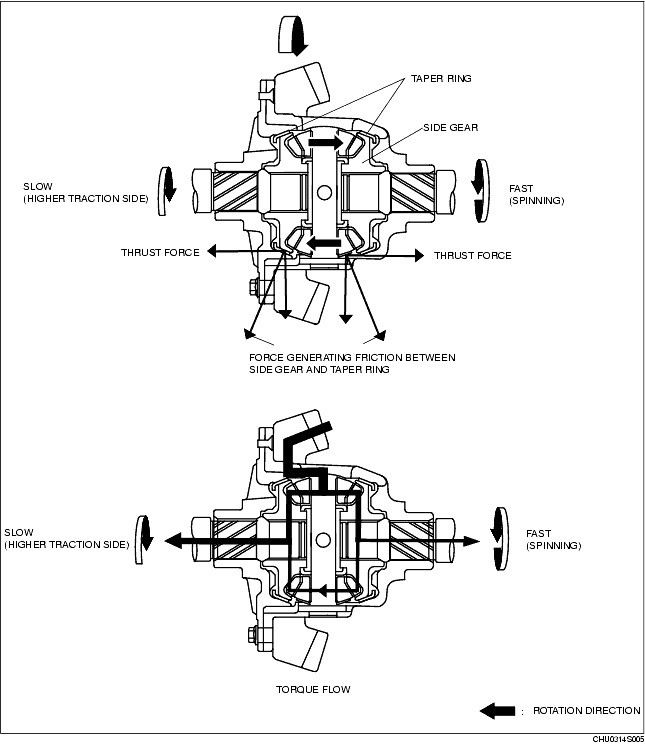 TAPER RING
SIDE GEAR
SLOW
(HIGHER TRACTION SIDE)
FAST
(SPINNING)
THRUST FORCE
THRUST FORCE
FORCE GENERATING FRICTION BETWEEN
SIDE GEAR AND TAPER RING
SLOW
(HIGHER TRACTION SIDE)
FAST
(SPINNING)
TORQUE FLOW
: ROTATION DIRECTION
CHU0314S005